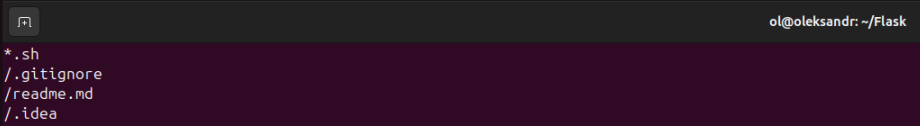 ol@oleksandr: ~/Flask
*.sh
/.gitignore
/readme.md
/.idea